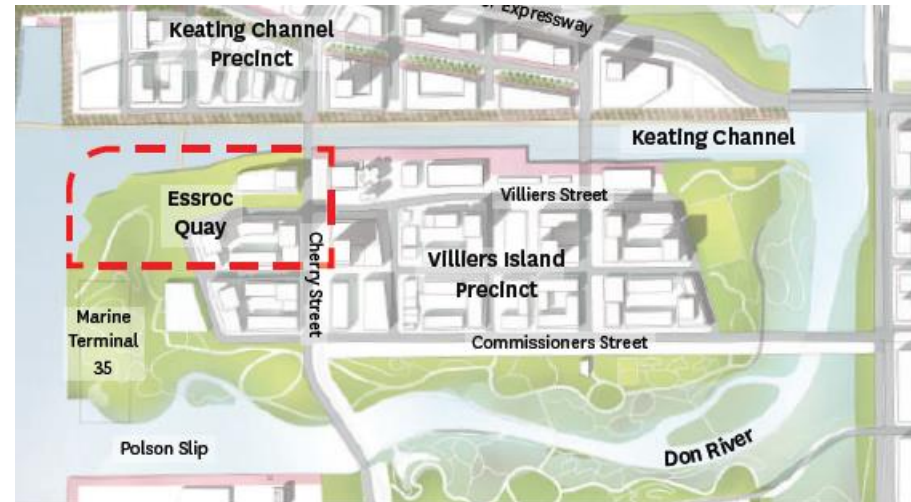 Expressway
Keating Channel
Precinct
Keating Channel
Essroc
Quay
Villiers Street
Cherry Street
Villiers Island
Precinct
Marine
Terminal
35
Commissioners Street
Polson Slip
Don River